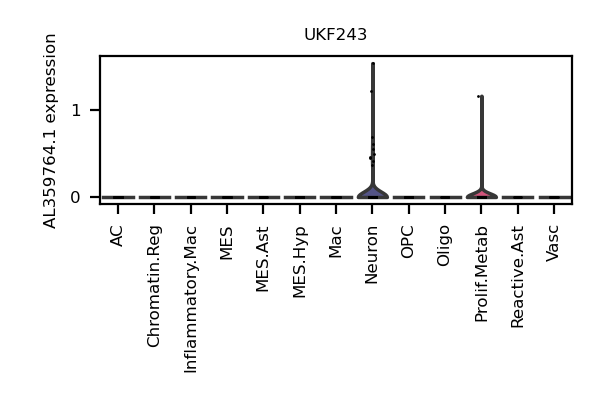 UKF243
AL359764.1 expression
1
0
AC
Chromatin.Reg
Inflammatory.Mac
MES
MES.Ast
MES.Hyp
Mac
Neuron
OPC
Oligo
Prolif.Metab
Reactive.Ast
Vasc